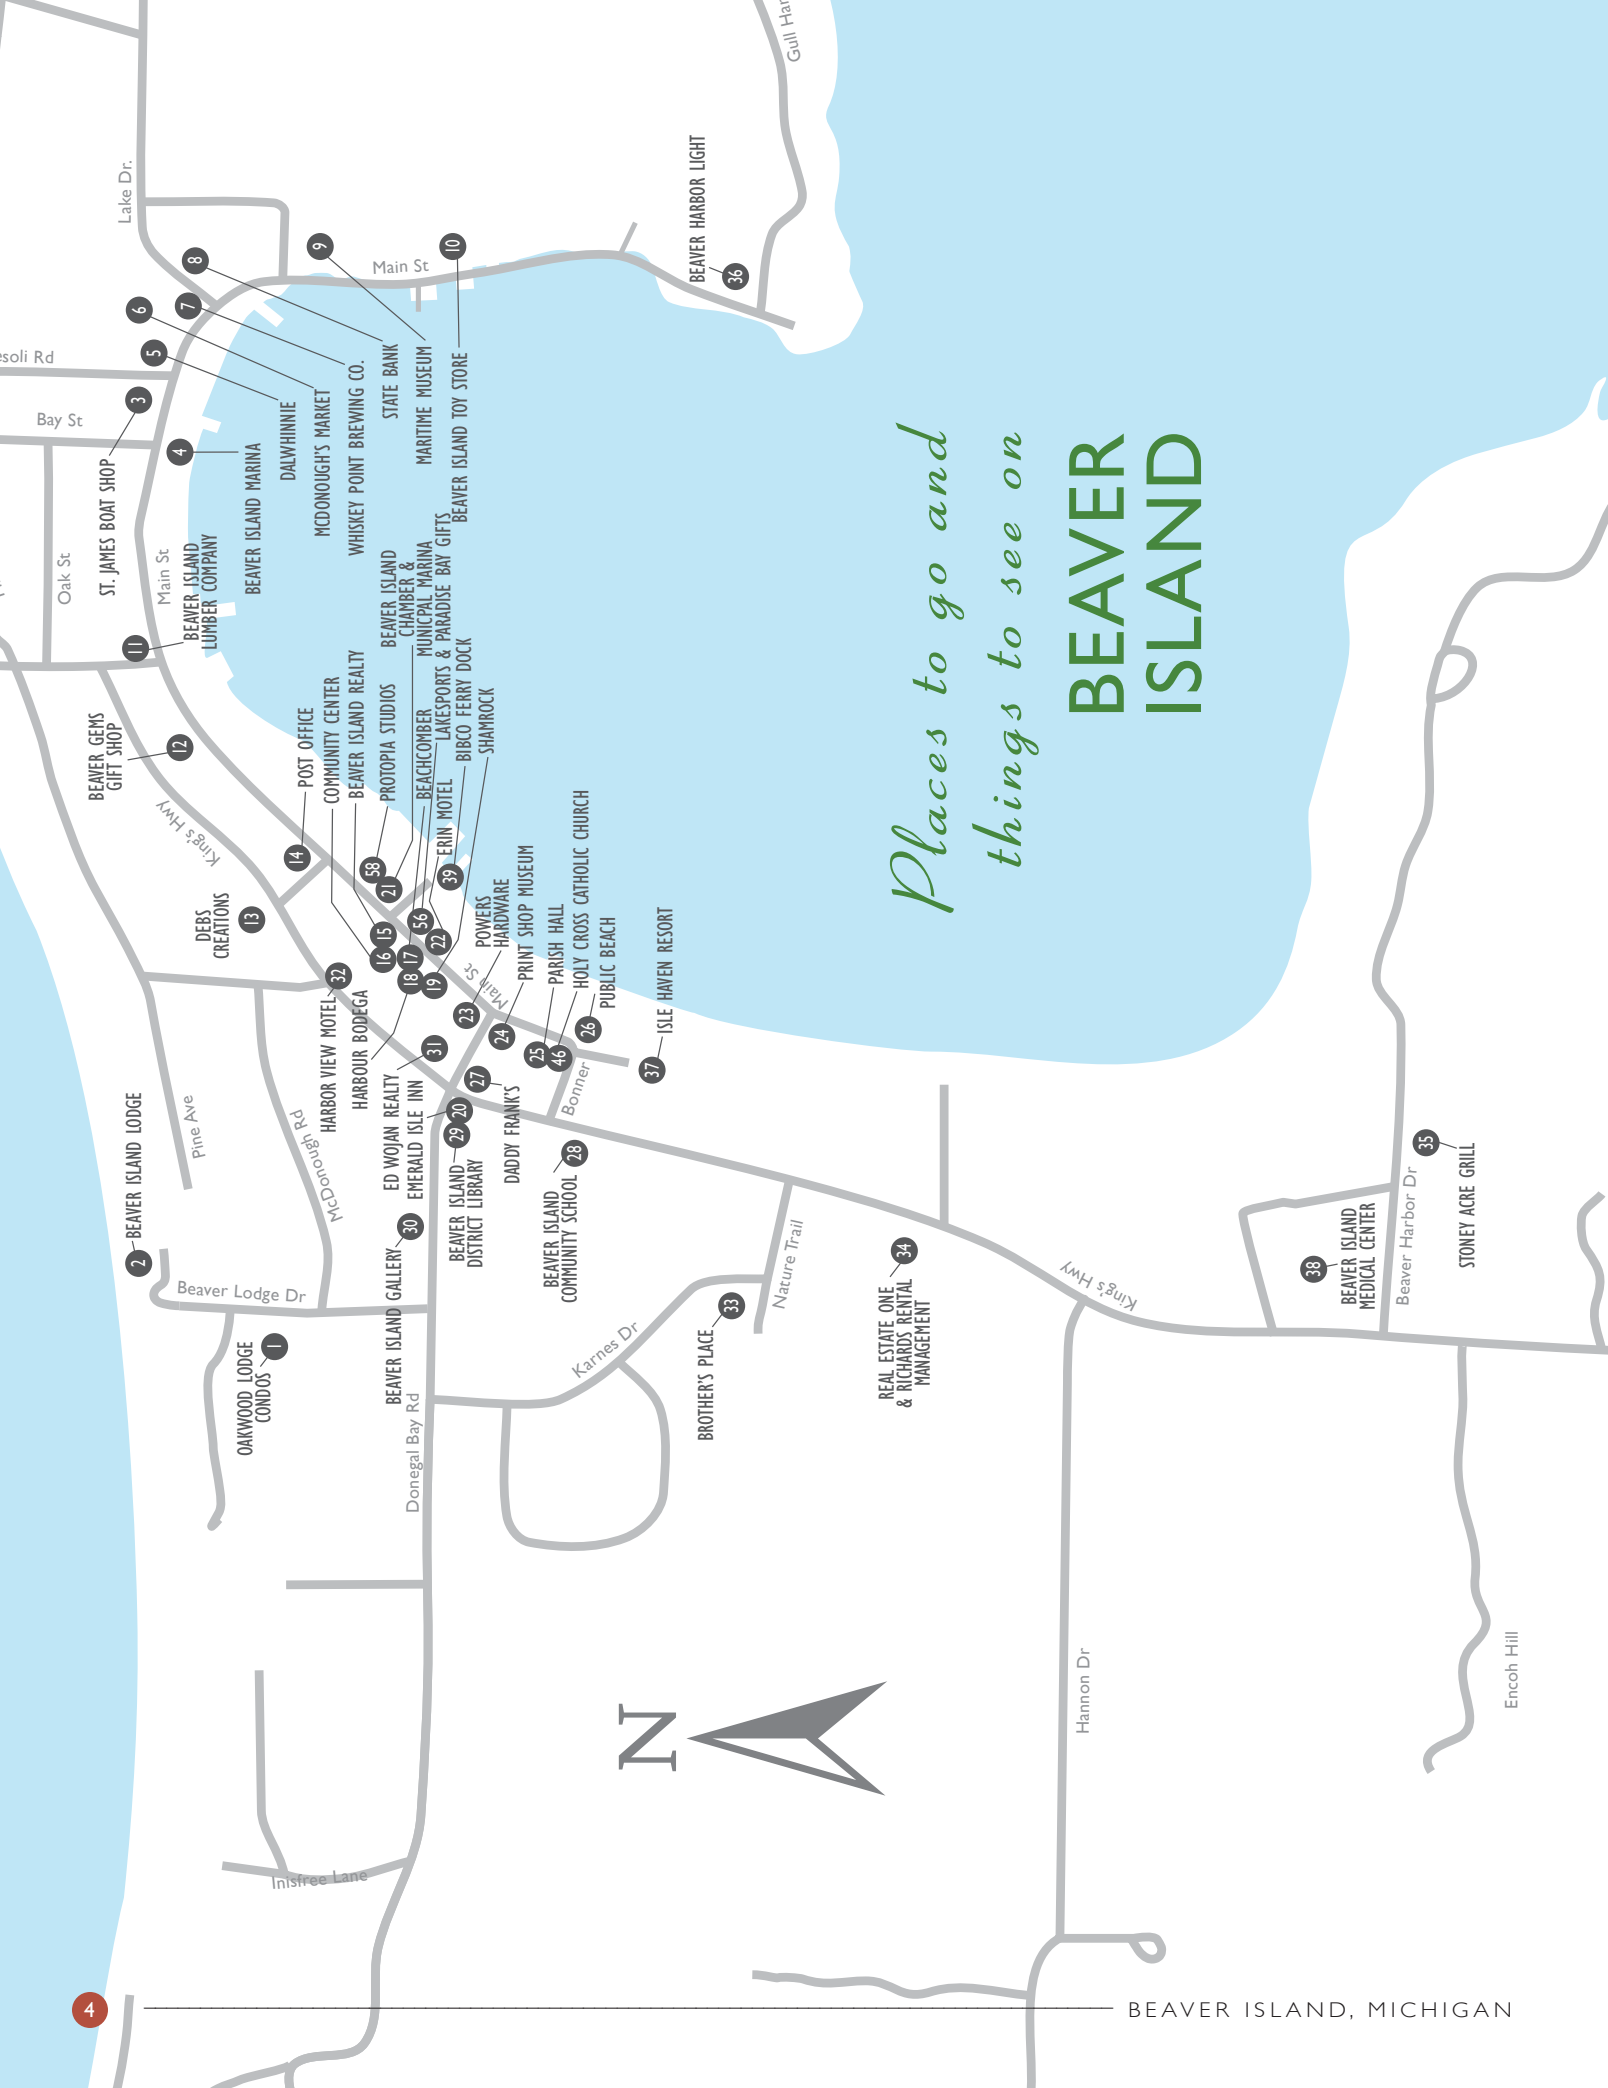 Places to go and
things to see on
BEAVER
ISLAND
Lake Dr.
Gull Har
BEAVER HARBOR LIGHT
36
8
9
10
6
7
5
3
4
Main St
esoli Rd
Bay St
Oak St
ST. JAMES BOAT SHOP
Main St
BEAVER ISLAND
LUMBER COMPANY
11
BEAVER ISLAND MARINA
DALWHINNIE
MCDONOUGH'S MARKET
WHISKEY POINT BREWING CO.
STATE BANK
MARITIME MUSEUM
BEAVER ISLAND TOY STORE
BEAVER GEMS
GIFT SHOP
12
King's Hwy
DEBS
CREATIONS
13
14
POST OFFICE
COMMUNITY CENTER
BEAVER ISLAND REALTY
PROTOPIA STUDIOS
BEAVER ISLAND
CHAMBER &
MUNICPAL MARINA
BEACHCOMBER
LAKESPORTS & PARADISE BAY GIFTS
ERIN MOTEL
BIBCO FERRY DOCK
SHAMROCK
58
21
39
15
16
56
17
22
18
19
Main St
POWERS
HARDWARE
23
PRINT SHOP MUSEUM
24
PARISH HALL
25
HOLY CROSS CATHOLIC CHURCH
46
PUBLIC BEACH
26
ISLE HAVEN RESORT
37
32
HARBOR VIEW MOTEL
HARBOUR BODEGA
31
ED WOJAN REALTY
EMERALD ISLE INN
20
27
DADDY FRANK'S
Bonner
29
BEAVER ISLAND
DISTRICT LIBRARY
28
BEAVER ISLAND
COMMUNITY SCHOOL
30
BEAVER ISLAND GALLERY
Pine Ave
McDonough Rd
BEAVER ISLAND LODGE
2
Beaver Lodge Dr
OAKWOOD LODGE
CONDOS
1
Donegal Bay Rd
Karnes Dr
BROTHER'S PLACE
33
Nature Trail
34
REAL ESTATE ONE
& RICHARDS RENTAL
MANAGEMENT
King's Hwy
38
BEAVER ISLAND
MEDICAL CENTER
Beaver Harbor Dr
35
STONEY ACRE GRILL
Hannon Dr
Encoh Hill
Inisfree Lane
N
4
BEAVER ISLAND, MICHIGAN